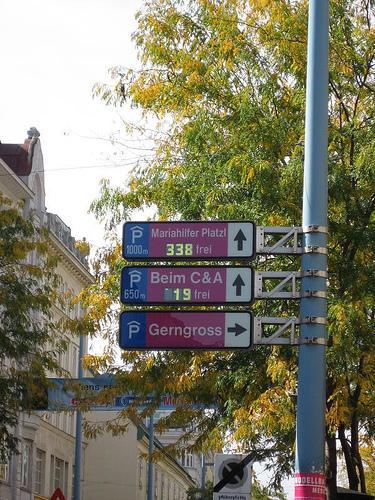 P Mariahilfer Platzl
1000m 338 frei
P Beim C&A
650m 19 frei
P Gerngross